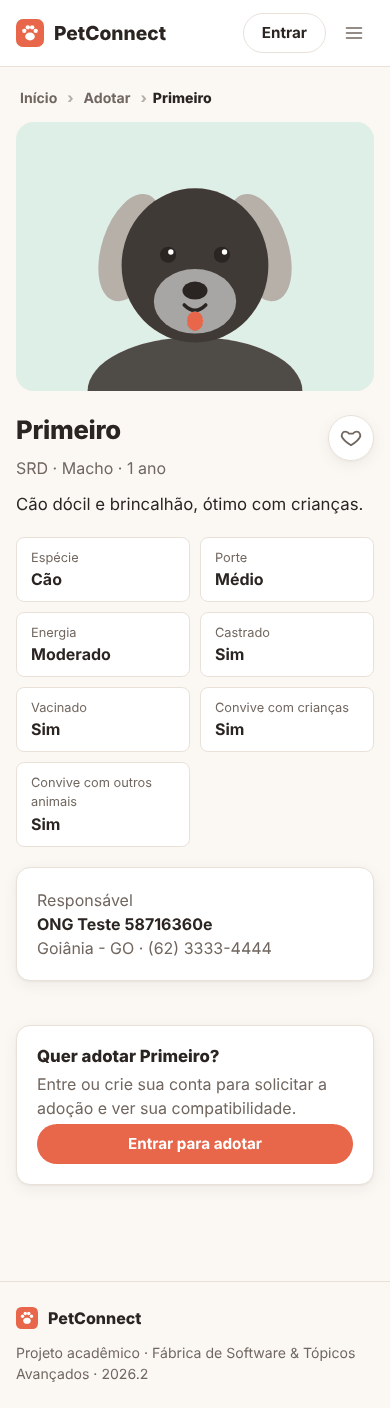 PetConnect
Entrar
Início › Adotar › Primeiro
Primeiro
SRD · Macho · 1 ano
Cão dócil e brincalhão, ótimo com crianças.
Espécie
Cão
Porte
Médio
Energia
Moderado
Castrado
Sim
Vacinado
Sim
Convive com crianças
Sim
Convive com outros
animais
Sim
Responsável
ONG Teste 58716360e
Goiânia - GO · (62) 3333-4444
Quer adotar Primeiro?
Entre ou crie sua conta para solicitar a
adoção e ver sua compatibilidade.
Entrar para adotar
PetConnect
Projeto acadêmico · Fábrica de Software & Tópicos
Avançados · 2026.2